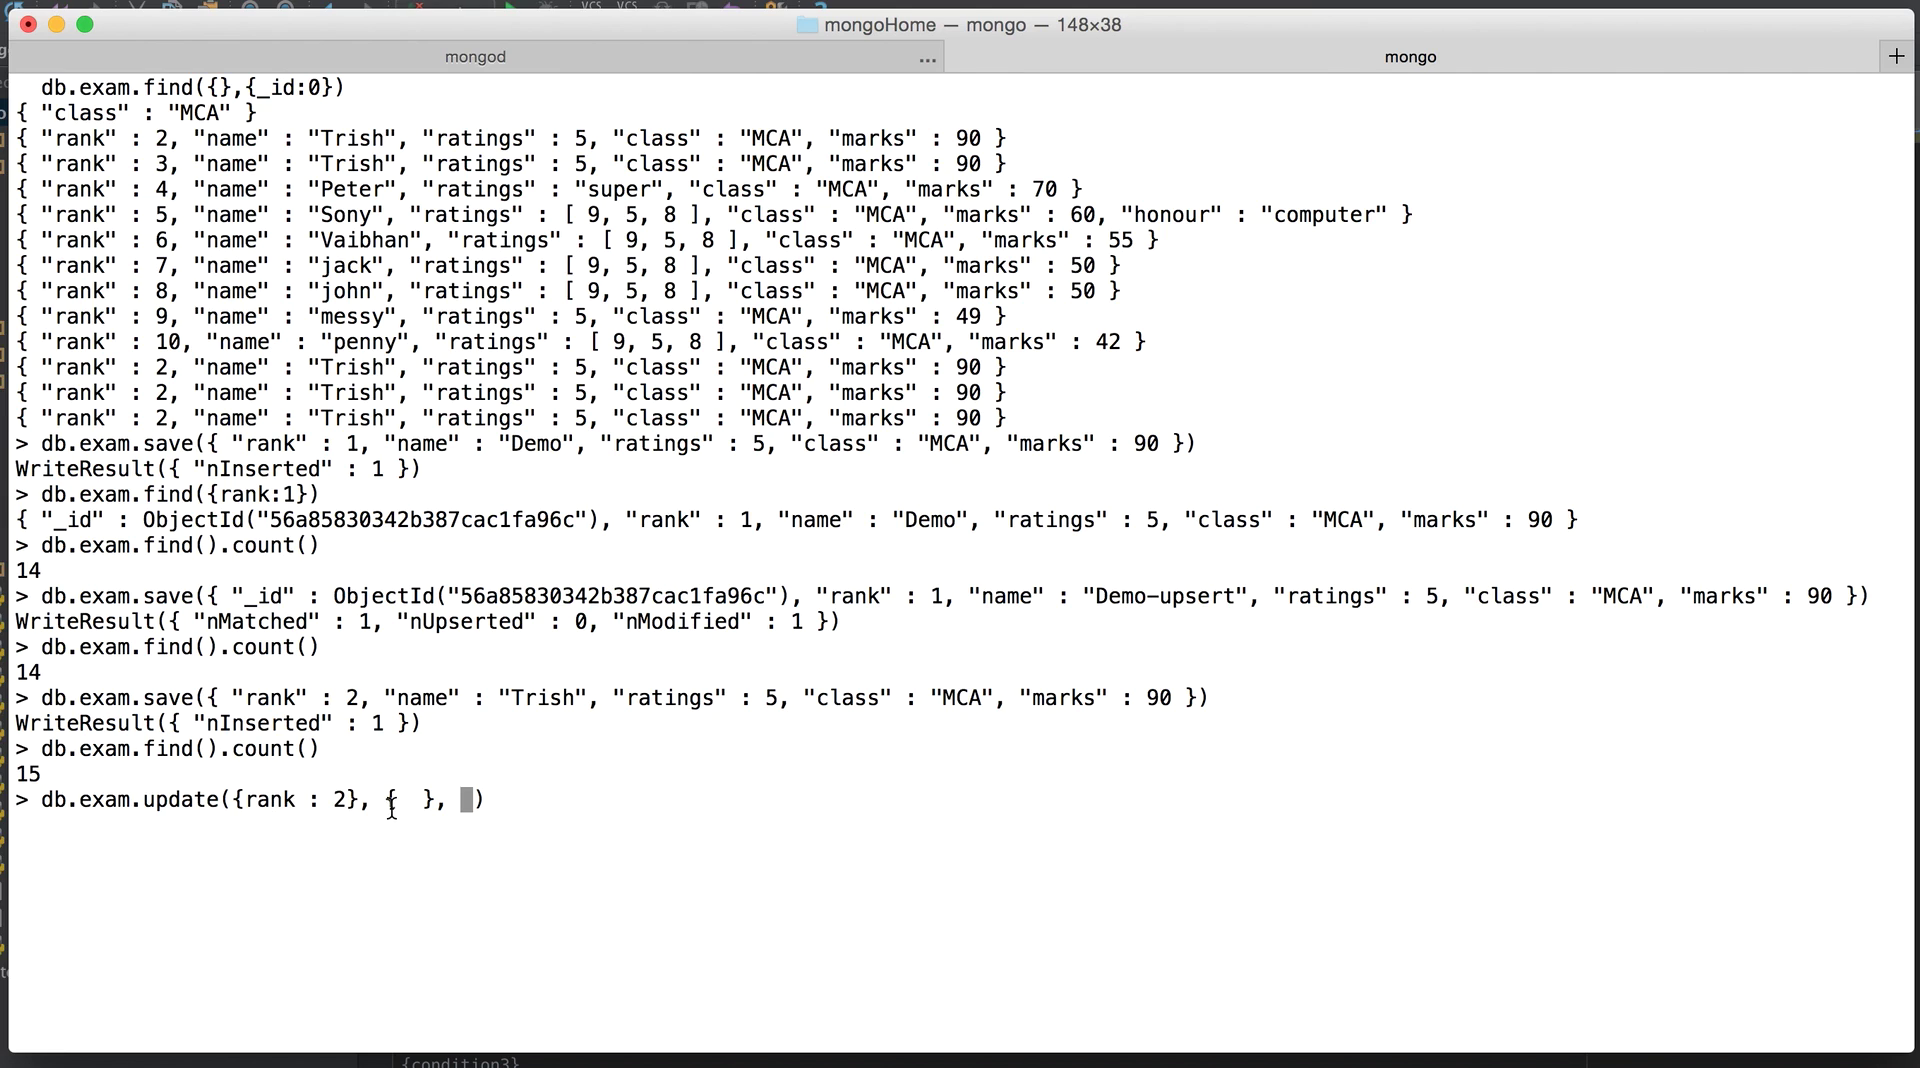 VCS VCS
mongoHome — mongo — 148×38
mongod ... mongo +
db.exam.find({},{_id:0})
{ "class" : "MCA" }
{ "rank" : 2, "name" : "Trish", "ratings" : 5, "class" : "MCA", "marks" : 90 }
{ "rank" : 3, "name" : "Trish", "ratings" : 5, "class" : "MCA", "marks" : 90 }
{ "rank" : 4, "name" : "Peter", "ratings" : "super", "class" : "MCA", "marks" : 70 }
{ "rank" : 5, "name" : "Sony", "ratings" : [ 9, 5, 8 ], "class" : "MCA", "marks" : 60, "honour" : "computer" }
{ "rank" : 6, "name" : "Vaibhan", "ratings" : [ 9, 5, 8 ], "class" : "MCA", "marks" : 55 }
{ "rank" : 7, "name" : "jack", "ratings" : [ 9, 5, 8 ], "class" : "MCA", "marks" : 50 }
{ "rank" : 8, "name" : "john", "ratings" : [ 9, 5, 8 ], "class" : "MCA", "marks" : 50 }
{ "rank" : 9, "name" : "messy", "ratings" : 5, "class" : "MCA", "marks" : 49 }
{ "rank" : 10, "name" : "penny", "ratings" : [ 9, 5, 8 ], "class" : "MCA", "marks" : 42 }
{ "rank" : 2, "name" : "Trish", "ratings" : 5, "class" : "MCA", "marks" : 90 }
{ "rank" : 2, "name" : "Trish", "ratings" : 5, "class" : "MCA", "marks" : 90 }
{ "rank" : 2, "name" : "Trish", "ratings" : 5, "class" : "MCA", "marks" : 90 }
> db.exam.save({ "rank" : 1, "name" : "Demo", "ratings" : 5, "class" : "MCA", "marks" : 90 })
WriteResult({ "nInserted" : 1 })
> db.exam.find({rank:1})
{ "_id" : ObjectId("56a85830342b387cac1fa96c"), "rank" : 1, "name" : "Demo", "ratings" : 5, "class" : "MCA", "marks" : 90 }
> db.exam.find().count()
14
> db.exam.save({ "_id" : ObjectId("56a85830342b387cac1fa96c"), "rank" : 1, "name" : "Demo-upsert", "ratings" : 5, "class" : "MCA", "marks" : 90 })
WriteResult({ "nMatched" : 1, "nUpserted" : 0, "nModified" : 1 })
> db.exam.find().count()
14
> db.exam.save({ "rank" : 2, "name" : "Trish", "ratings" : 5, "class" : "MCA", "marks" : 90 })
WriteResult({ "nInserted" : 1 })
> db.exam.find().count()
15
> db.exam.update({rank : 2}, {  }, )
{condition3}